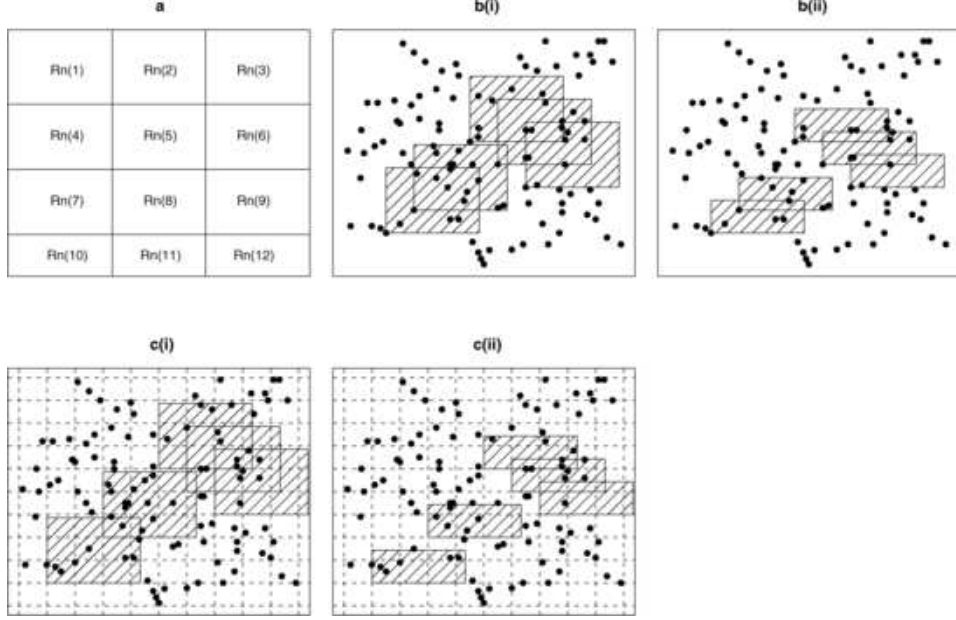 a
b(i)
b(ii)
Rn(1) Rn(2) Rn(3)
Rn(4) Rn(5) Rn(6)
Rn(7) Rn(8) Rn(9)
Rn(10) Rn(11) Rn(12)
c(i)
c(ii)